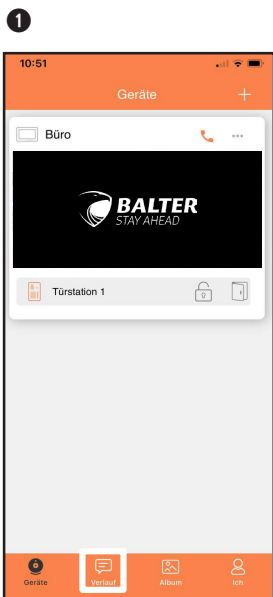 1
10:51
Geräte +
Büro
BALTER
STAY AHEAD
Türstation 1
Geräte Verlauf Album Ich